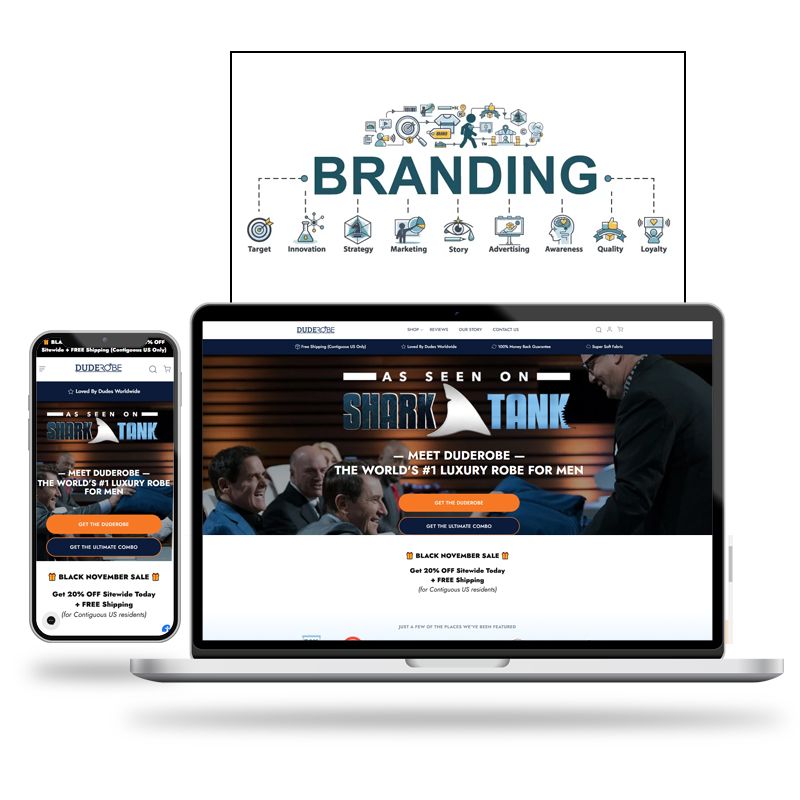 BRAND
TM
BRANDING
Target
Innovation
Strategy
Marketing
Story
Advertising
Awareness
Quality
Loyalty
DUDEROBE
SHOP
REVIEWS
OUR STORY
CONTACT US
Free Shipping (Contiguous US Only)
Loved By Dudes Worldwide
100% Money Back Guarantee
Super Soft Fabric
AS SEEN ON
SHARK TANK
— MEET DUDEROBE —
THE WORLD'S #1 LUXURY ROBE FOR MEN
GET THE DUDEROBE
GET THE ULTIMATE COMBO
BLACK NOVEMBER SALE
Get 20% OFF Sitewide Today
+ FREE Shipping
(for Contiguous US residents)
JUST A FEW OF THE PLACES WE'VE BEEN FEATURED
BLA % OFF
Sitewide + FREE Shipping (Contiguous US Only)
DUDEROBE
Loved By Dudes Worldwide
AS SEEN ON
SHARK TANK
— MEET DUDEROBE —
THE WORLD'S #1 LUXURY ROBE
FOR MEN
GET THE DUDEROBE
GET THE ULTIMATE COMBO
BLACK NOVEMBER SALE
Get 20% OFF Sitewide Today
+ FREE Shipping
(for Contiguous US residents)